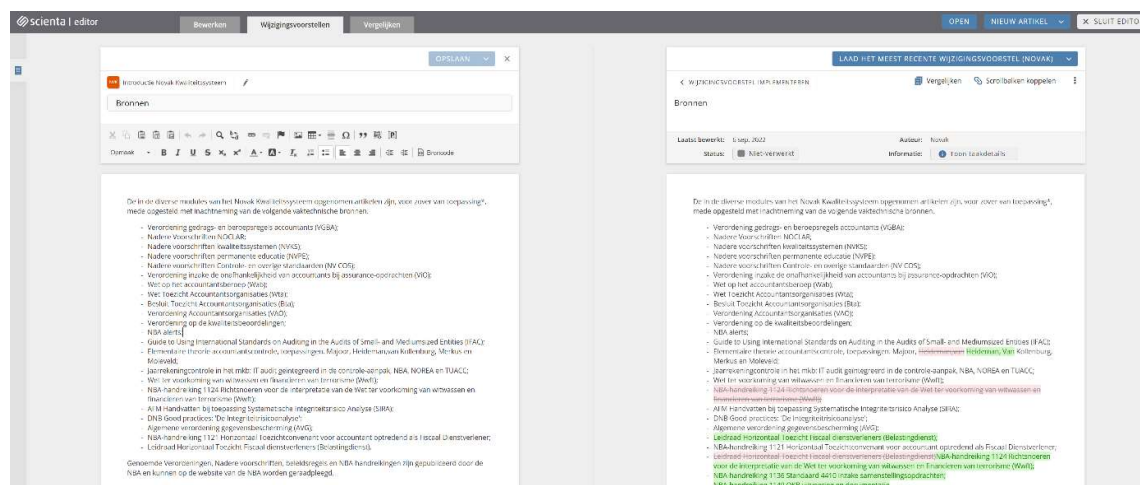 scienta | editor
Bewerken
Wijzigingsvoorstellen
Vergelijken
OPEN
NIEUW ARTIKEL
SLUIT EDITO
OPSLAAN
Introductie Novak Kwaliteitssysteem
Bronnen
Opmaak
B I U S
Broncode
De in de diverse modules van het Novak Kwaliteitssysteem opgenomen artikelen zijn, voor zover van toepassing*,
mede opgesteld met inachtneming van de volgende vaktechnische bronnen.
- Verordening gedrags- en beroepsregels accountants (VGBA);
- Nadere Voorschriften NOCLAR;
- Nadere voorschriften kwaliteitssystemen (NVKS);
- Nadere voorschriften permanente educatie (NVPE);
- Nadere voorschriften Controle- en overige standaarden (NV COS);
- Verordening inzake de onafhankelijkheid van accountants bij assurance-opdrachten (ViO);
- Wet op het accountantsberoep (Wab);
- Wet Toezicht Accountantsorganisaties (Wta);
- Besluit Toezicht Accountantsorganisaties (Bta);
- Verordening Accountantsorganisaties (VAO);
- Verordening op de kwaliteitsbeoordelingen;
- NBA alerts;
- Guide to Using International Standards on Auditing in the Audits of Small- and Mediumsized Entities (IFAC);
- Elementaire theorie accountantscontrole, toepassingen. Majoor, Heideman,van Kollenburg, Merkus en
Moleveld;
- Jaarrekeningcontrole in het mkb: IT audit geïntegreerd in de controle-aanpak, NBA, NOREA en TUACC;
- Wet ter voorkoming van witwassen en financieren van terrorisme (Wwft);
- NBA-handreiking 1124 Richtsnoeren voor de interpretatie van de Wet ter voorkoming van witwassen en
financieren van terrorisme (Wwft);
- AFM Handvatten bij toepassing Systematische Integriteitsrisico Analyse (SIRA);
- DNB Good practices: 'De Integriteitrisicoanalyse';
- Algemene verordening gegevensbescherming (AVG);
- NBA-handreiking 1121 Horizontaal Toezichtconvenant voor accountant optredend als Fiscaal Dienstverlener;
- Leidraad Horizontaal Toezicht Fiscaal dienstverleners (Belastingdienst).
Genoemde Verordeningen, Nadere voorschriften, beleidsregels en NBA-handreikingen zijn gepubliceerd door de
NBA en kunnen op de website van de NBA worden geraadpleegd.
LAAD HET MEEST RECENTE WIJZIGINGSVOORSTEL (NOVAK)
WIJZIGINGSVOORSTEL IMPLEMENTEREN
Vergelijken
Scrollbalken koppelen
Bronnen
Laatst bewerkt: 6 sep. 2022
Auteur: Novak
Status: Niet-verwerkt
Informatie: Toon taakdetails
De in de diverse modules van het Novak Kwaliteitssysteem opgenomen artikelen zijn, voor zover van toepassing*,
mede opgesteld met inachtneming van de volgende vaktechnische bronnen.
- Verordening gedrags- en beroepsregels accountants (VGBA);
- Nadere Voorschriften NOCLAR;
- Nadere voorschriften kwaliteitssystemen (NVKS);
- Nadere voorschriften permanente educatie (NVPE);
- Nadere voorschriften Controle- en overige standaarden (NV COS);
- Verordening inzake de onafhankelijkheid van accountants bij assurance-opdrachten (ViO);
- Wet op het accountantsberoep (Wab);
- Wet Toezicht Accountantsorganisaties (Wta);
- Besluit Toezicht Accountantsorganisaties (Bta);
- Verordening Accountantsorganisaties (VAO);
- Verordening op de kwaliteitsbeoordelingen;
- NBA alerts;
- Guide to Using International Standards on Auditing in the Audits of Small- and Mediumsized Entities (IFAC);
- Elementaire theorie accountantscontrole, toepassingen. Majoor, Heideman,van Heideman, Van Kollenburg,
Merkus en Moleveld;
- Jaarrekeningcontrole in het mkb: IT audit geïntegreerd in de controle-aanpak, NBA, NOREA en TUACC;
- Wet ter voorkoming van witwassen en financieren van terrorisme (Wwft);
- NBA-handreiking 1124 Richtsnoeren voor de interpretatie van de Wet ter voorkoming van witwassen en
financieren van terrorisme (Wwft);
- AFM Handvatten bij toepassing Systematische Integriteitsrisico Analyse (SIRA);
- DNB Good practices: 'De Integriteitrisicoanalyse';
- Algemene verordening gegevensbescherming (AVG);
- Leidraad Horizontaal Toezicht Fiscaal dienstverleners (Belastingdienst);
- NBA-handreiking 1121 Horizontaal Toezichtconvenant voor accountant optredend als Fiscaal Dienstverlener;
- Leidraad Horizontaal Toezicht Fiscaal dienstverleners (Belastingdienst)NBA-handreiking 1124 Richtsnoeren
voor de interpretatie van de Wet ter voorkoming van witwassen en financieren van terrorisme (Wwft);
- NBA-handreiking 1136 Standaard 4410 intake samenstellingsopdrachten;